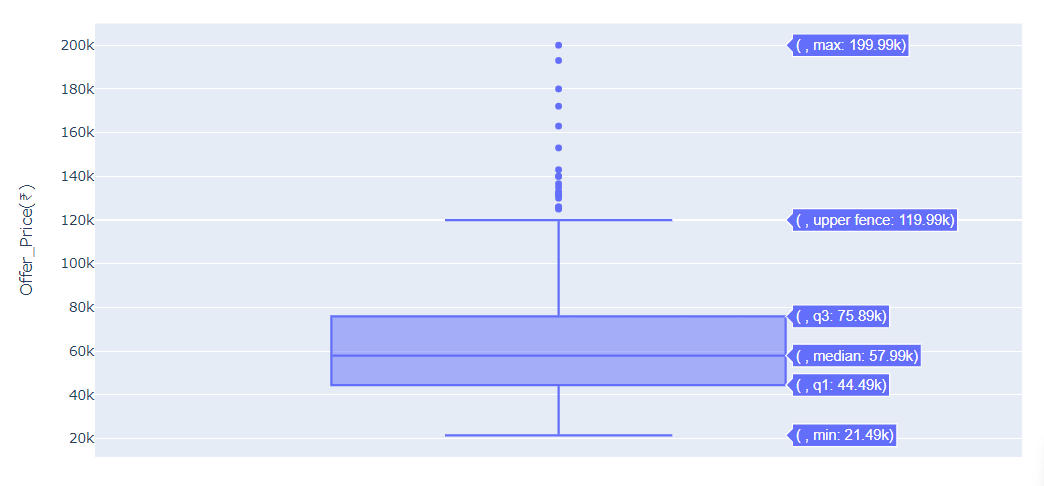 Offer_Price(₹)
200k
180k
160k
140k
120k
100k
80k
60k
40k
20k
( , max: 199.99k)
( , upper fence: 119.99k)
( , q3: 75.89k)
( , median: 57.99k)
( , q1: 44.49k)
( , min: 21.49k)